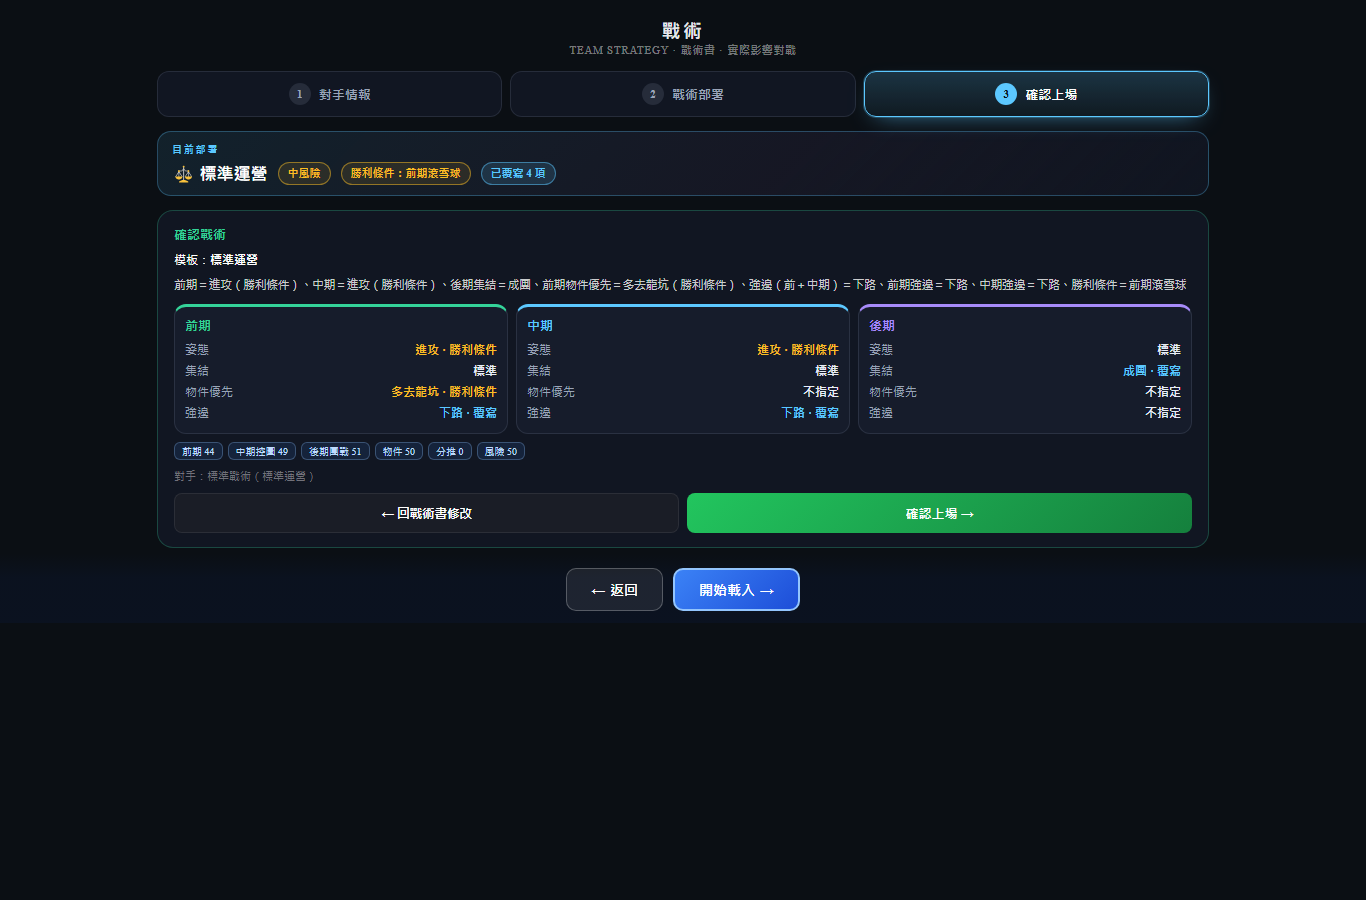 戰術
TEAM STRATEGY · 戰術書 · 實際影響對戰
1 對手情報
2 戰術部署
3 確認上場
目前部署
標準運營 中風險 勝利條件：前期滾雪球 已覆寫 4 項
確認戰術
模板：標準運營
前期＝進攻（勝利條件）、中期＝進攻（勝利條件）、後期集結＝成團、前期物件優先＝多去龍坑（勝利條件）、強邊（前＋中期）＝下路、前期強邊＝下路、中期強邊＝下路、勝利條件＝前期滾雪球
前期
姿態 進攻 · 勝利條件
集結 標準
物件優先 多去龍坑 · 勝利條件
強邊 下路 · 覆寫
中期
姿態 進攻 · 勝利條件
集結 標準
物件優先 不指定
強邊 下路 · 覆寫
後期
姿態 標準
集結 成團 · 覆寫
物件優先 不指定
強邊 不指定
前期 44 中期控圖 49 後期團戰 51 物件 50 分推 0 風險 50
對手：標準戰術（標準運營）
← 回戰術書修改
確認上場 →
← 返回
開始載入 →